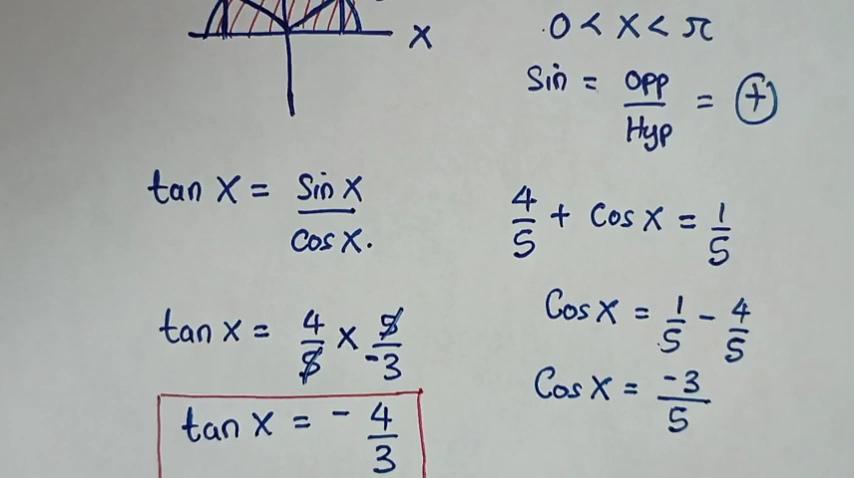 X
0 < X < π
Sin = Opp/Hyp = (+)
tan X = Sin X/Cos X.
4/5 + Cos X = 1/5
tan X = 4/5 × 5/-3
Cos X = 1/5 - 4/5
Cos X = -3/5
tan X = - 4/3